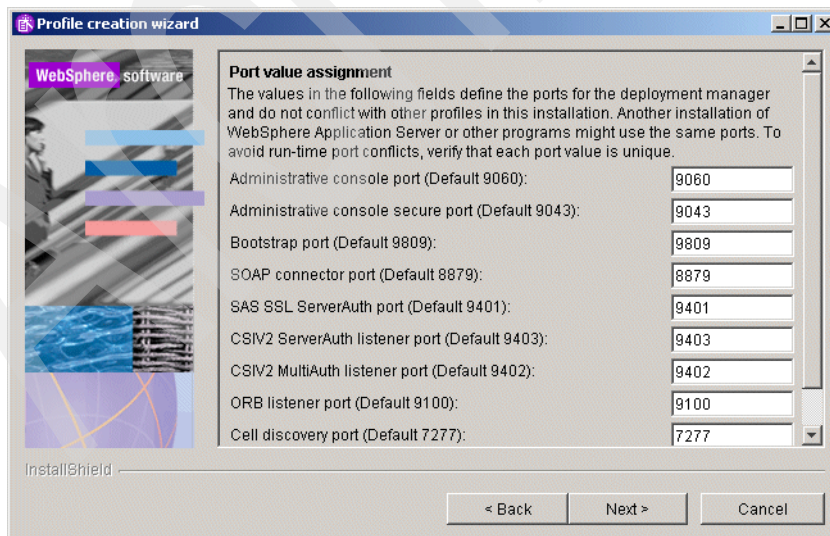 Profile creation wizard
WebSphere software
Port value assignment
The values in the following fields define the ports for the deployment manager
and do not conflict with other profiles in this installation. Another installation of
WebSphere Application Server or other programs might use the same ports. To
avoid run-time port conflicts, verify that each port value is unique.
Administrative console port (Default 9060): 9060
Administrative console secure port (Default 9043): 9043
Bootstrap port (Default 9809): 9809
SOAP connector port (Default 8879): 8879
SAS SSL ServerAuth port (Default 9401): 9401
CSIV2 ServerAuth listener port (Default 9403): 9403
CSIV2 MultiAuth listener port (Default 9402): 9402
ORB listener port (Default 9100): 9100
Cell discovery port (Default 7277): 7277
InstallShield
< Back Next > Cancel